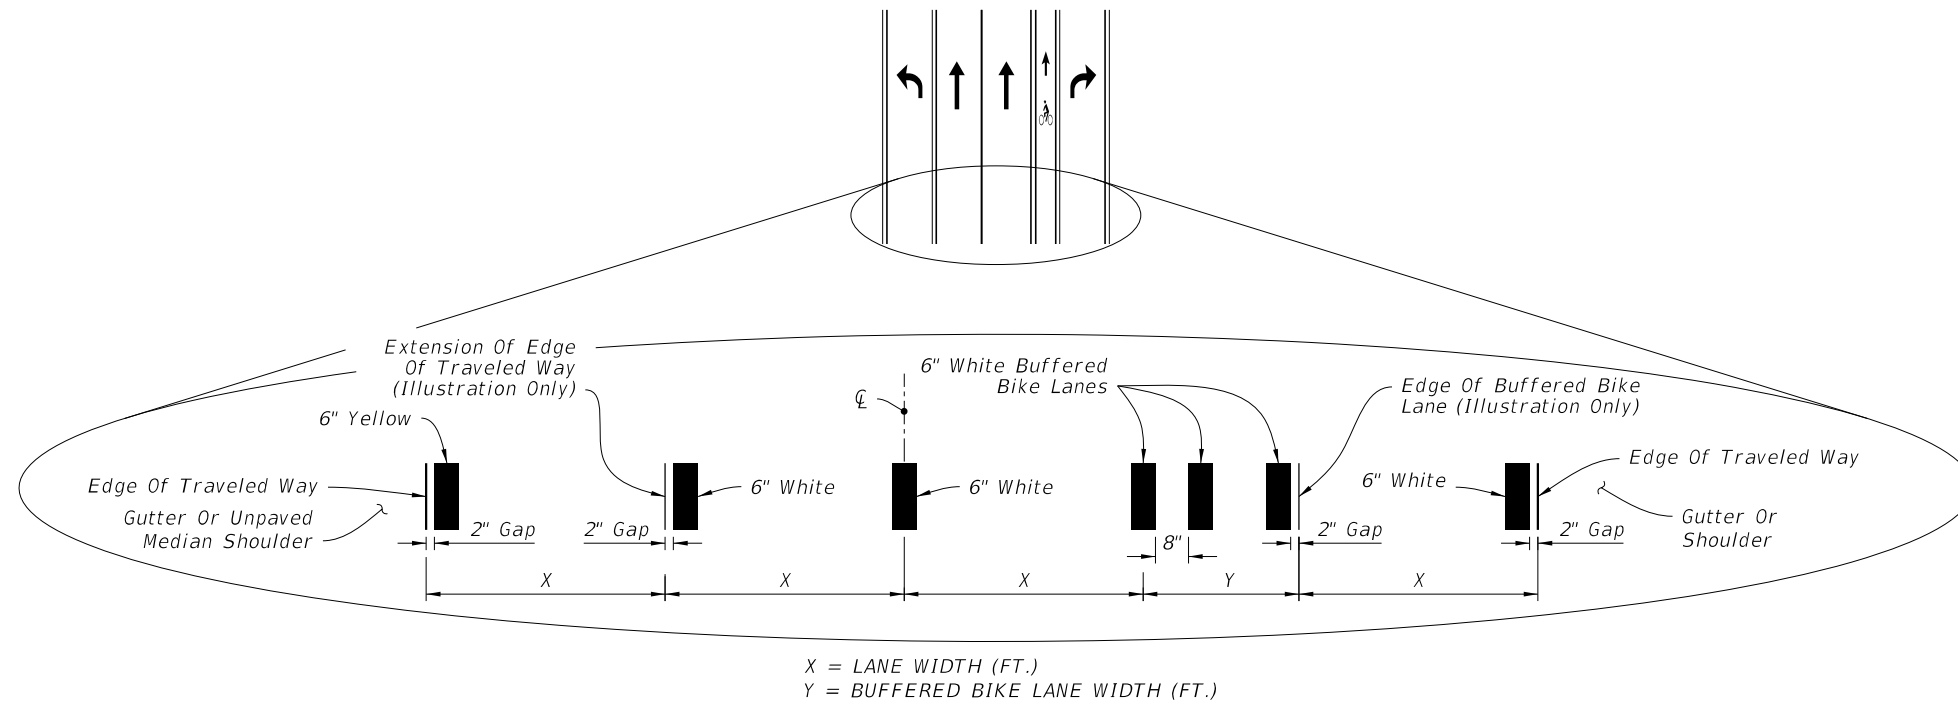 Extension Of Edge
Of Traveled Way
(Illustration Only)
6" White Buffered
Bike Lanes
Edge Of Buffered Bike
Lane (Illustration Only)
℄
6" Yellow
Edge Of Traveled Way
Edge Of Traveled Way
6" White
6" White
6" White
Gutter Or Unpaved
Median Shoulder
Gutter Or
Shoulder
2" Gap
2" Gap
8"
2" Gap
2" Gap
X
X
X
Y
X
X = LANE WIDTH (FT.)
Y = BUFFERED BIKE LANE WIDTH (FT.)